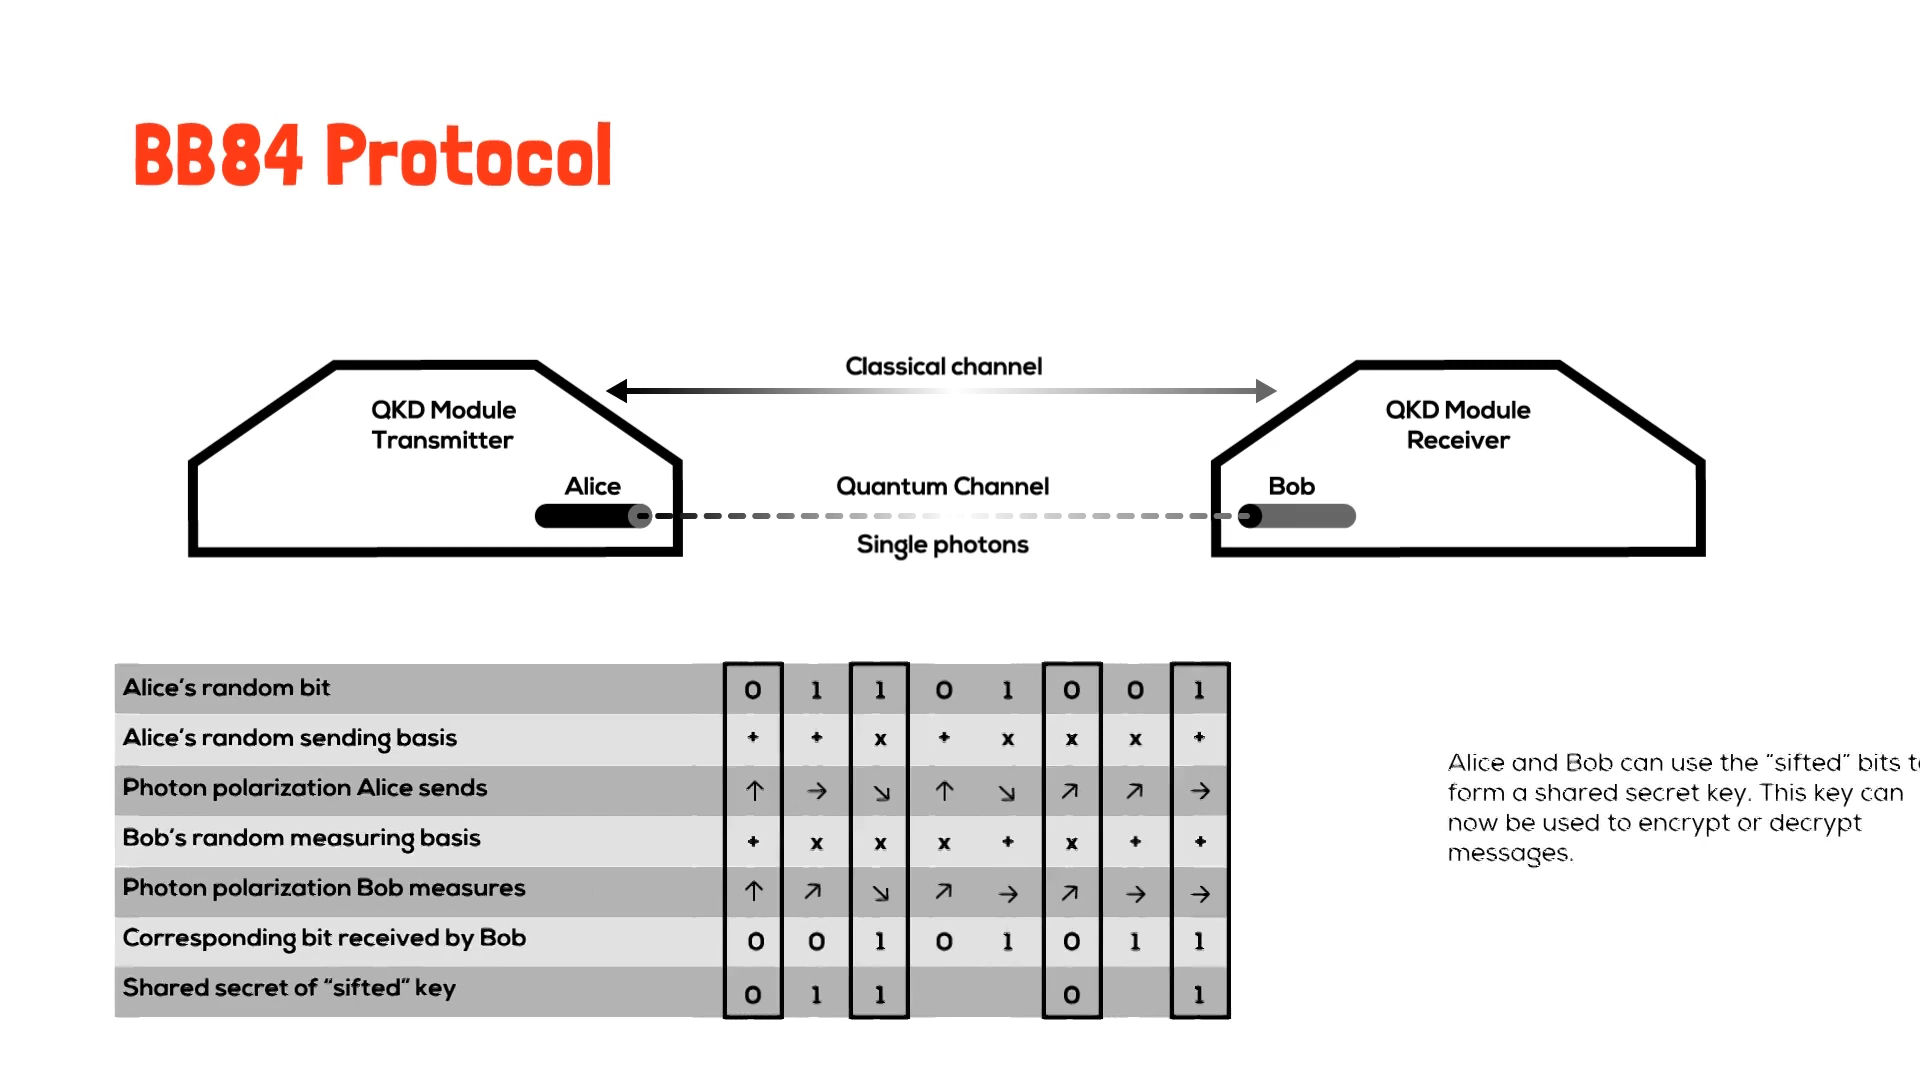 BB84 Protocol
Classical channel
QKD Module
Transmitter
QKD Module
Receiver
Alice
Quantum Channel
Bob
Single photons
Alice's random bit 0 1 1 0 1 0 0 1
Alice's random sending basis + + x + x x x +
Photon polarization Alice sends ↑ → ↘ ↑ ↘ ↗ ↗ →
Bob's random measuring basis + x x x + x + +
Photon polarization Bob measures ↑ ↗ ↘ ↗ → ↗ → →
Corresponding bit received by Bob 0 0 1 0 1 0 1 1
Shared secret of "sifted" key 0 1 1 0 1
Alice and Bob can use the "sifted" bits
form a shared secret key. This key can
now be used to encrypt or decrypt
messages.